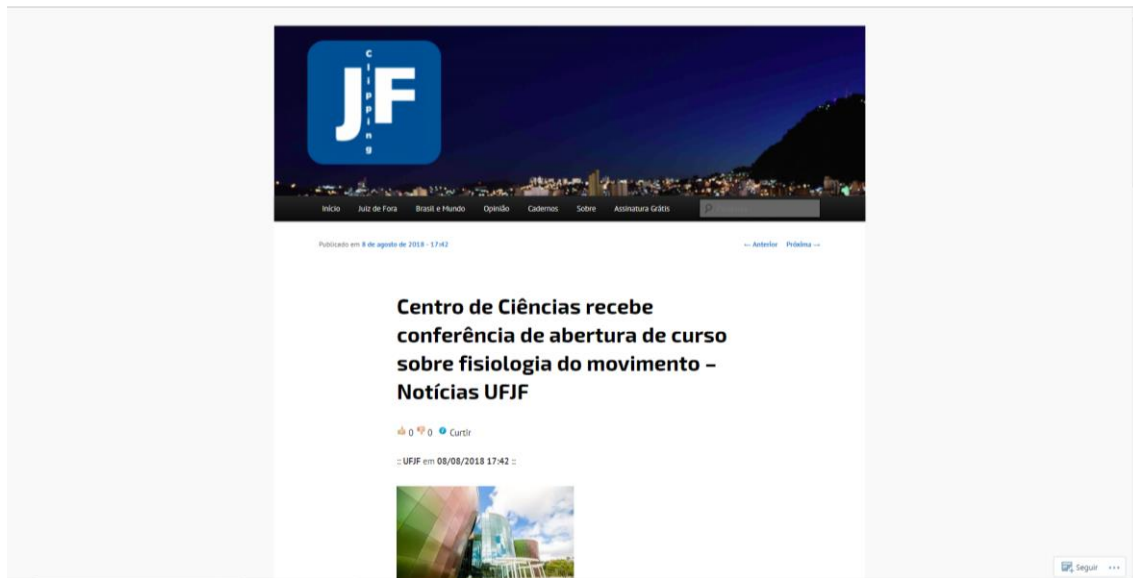 Clipping
JF
Início Juiz de Fora Brasil e Mundo Opinião Cadernos Sobre Assinatura Grátis
Publicado em 8 de agosto de 2018 - 17:42
← Anterior Próxima →
Centro de Ciências recebe
conferência de abertura de curso
sobre fisiologia do movimento –
Notícias UFJF
0 0 Curtir
:: UFJF em 08/08/2018 17:42 ::
Seguir ...